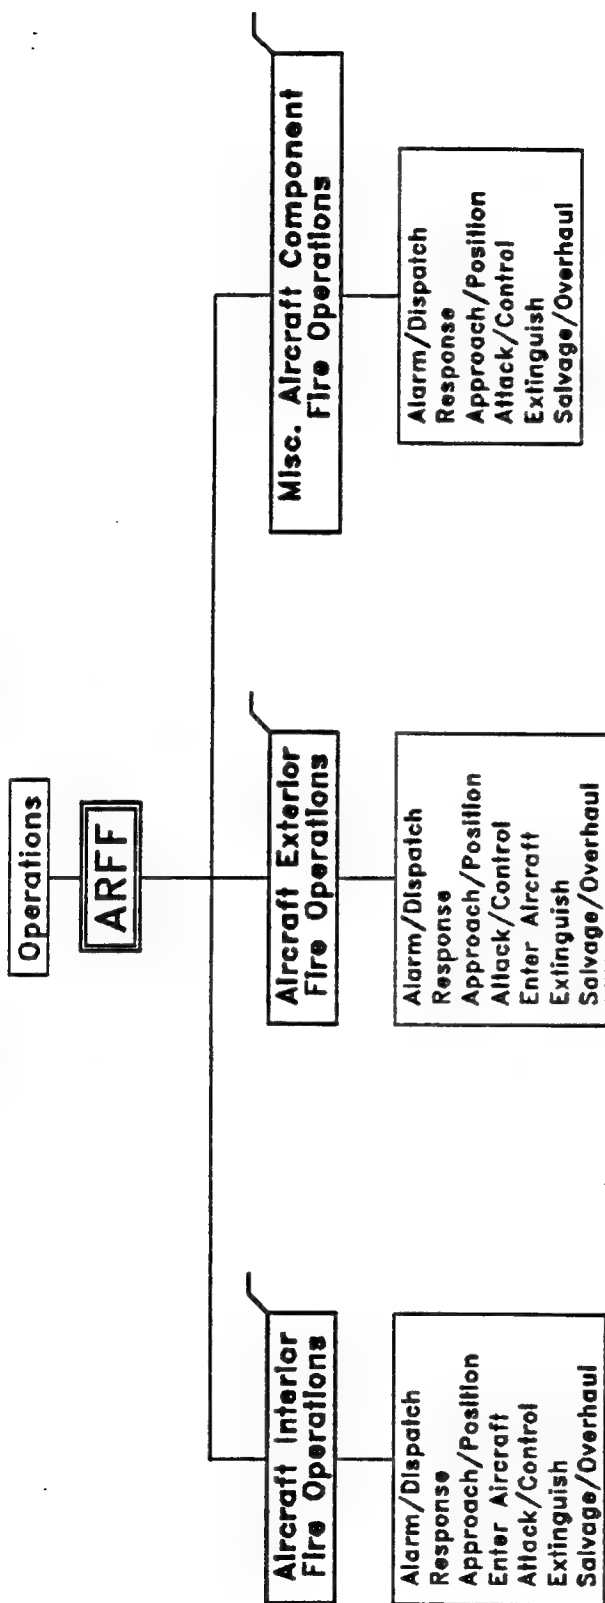 Operations
ARFF
Aircraft Interior
Fire Operations
Alarm/Dispatch
Response
Approach/Position
Enter Aircraft
Attack/Control
Extinguish
Salvage/Overhaul
Aircraft Exterior
Fire Operations
Alarm/Dispatch
Response
Approach/Position
Attack/Control
Enter Aircraft
Extinguish
Salvage/Overhaul
Misc. Aircraft Component
Fire Operations
Alarm/Dispatch
Response
Approach/Position
Attack/Control
Extinguish
Salvage/Overhaul